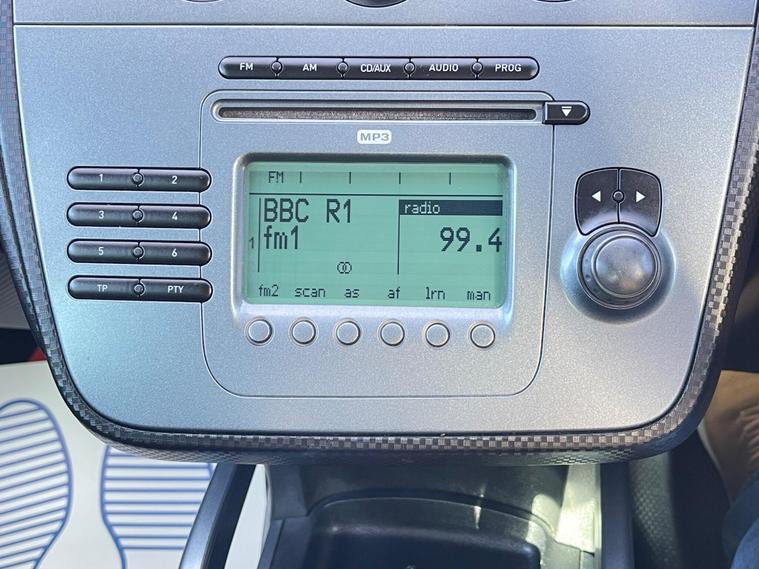 FM AM CD/AUX AUDIO PROG
MP3
1 2
3 4
5 6
TP PTY
FM
BBC R1 radio
1 fm1 99.4
fm2 scan as af lrn man